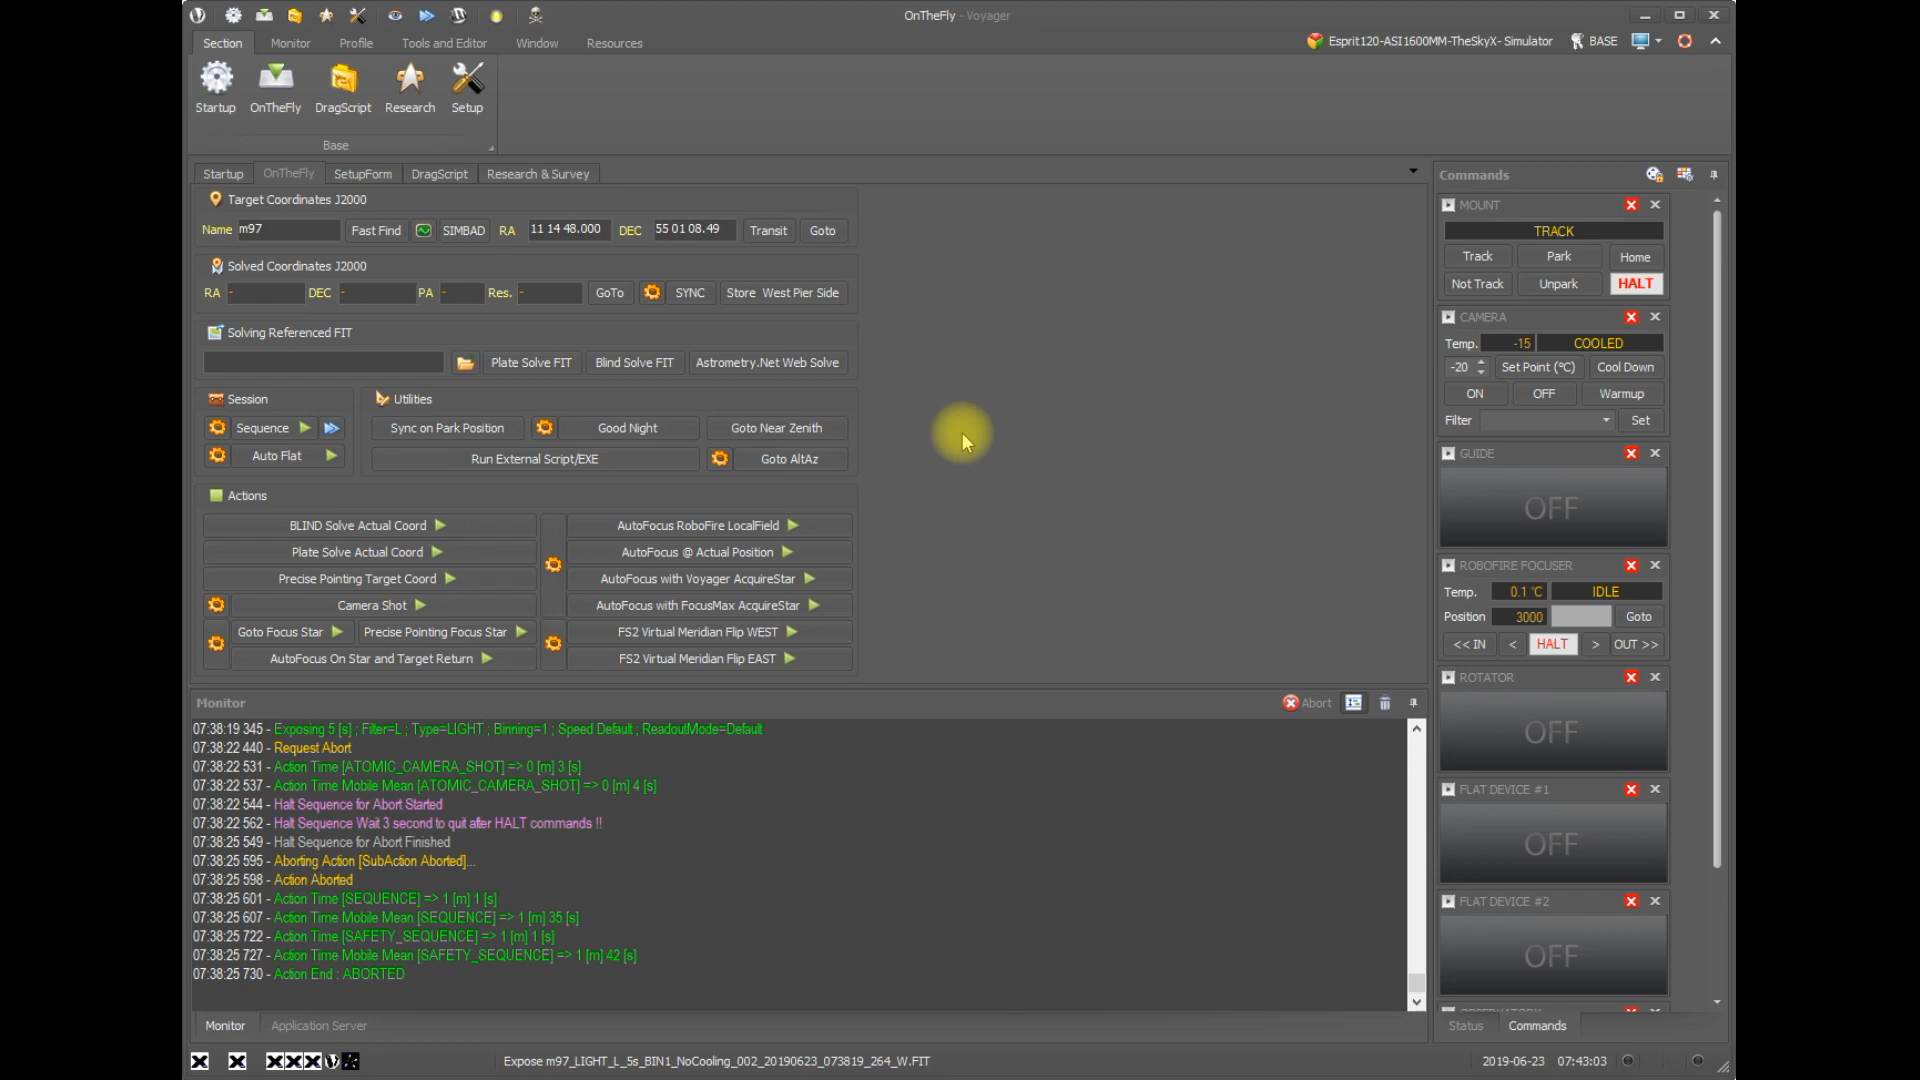 OnTheFly - Voyager
Section Monitor Profile Tools and Editor Window Resources
Esprit120-ASI1600MM-TheSkyX- Simulator BASE
Startup OnTheFly DragScript Research Setup
Base
Startup OnTheFly SetupForm DragScript Research & Survey
Target Coordinates J2000
Name m97 Fast Find SIMBAD RA 11 14 48.000 DEC 55 01 08.49 Transit Goto
Solved Coordinates J2000
RA - DEC - PA - Res. - GoTo SYNC Store West Pier Side
Solving Referenced FIT
Plate Solve FIT Blind Solve FIT Astrometry.Net Web Solve
Session Utilities
Sequence Sync on Park Position Good Night Goto Near Zenith
Auto Flat Run External Script/EXE Goto AltAz
Actions
BLIND Solve Actual Coord AutoFocus RoboFire LocalField
Plate Solve Actual Coord AutoFocus @ Actual Position
Precise Pointing Target Coord AutoFocus with Voyager AcquireStar
Camera Shot AutoFocus with FocusMax AcquireStar
Goto Focus Star Precise Pointing Focus Star FS2 Virtual Meridian Flip WEST
AutoFocus On Star and Target Return FS2 Virtual Meridian Flip EAST
Monitor Abort
07:38:19 345 - Exposing 5 [s] ; Filter=L ; Type=LIGHT ; Binning=1 ; Speed Default ; ReadoutMode=Default
07:38:22 440 - Request Abort
07:38:22 531 - Action Time [ATOMIC_CAMERA_SHOT] => 0 [m] 3 [s]
07:38:22 537 - Action Time Mobile Mean [ATOMIC_CAMERA_SHOT] => 0 [m] 4 [s]
07:38:22 544 - Halt Sequence for Abort Started
07:38:22 562 - Halt Sequence Wait 3 second to quit after HALT commands !!
07:38:25 549 - Halt Sequence for Abort Finished
07:38:25 595 - Aborting Action [SubAction Aborted]...
07:38:25 598 - Action Aborted
07:38:25 601 - Action Time [SEQUENCE] => 1 [m] 1 [s]
07:38:25 607 - Action Time Mobile Mean [SEQUENCE] => 1 [m] 35 [s]
07:38:25 722 - Action Time [SAFETY_SEQUENCE] => 1 [m] 1 [s]
07:38:25 727 - Action Time Mobile Mean [SAFETY_SEQUENCE] => 1 [m] 42 [s]
07:38:25 730 - Action End : ABORTED
Monitor Application Server
Commands
MOUNT
TRACK
Track Park Home
Not Track Unpark HALT
CAMERA
Temp. -15 COOLED
-20 Set Point (°C) Cool Down
ON OFF Warmup
Filter Set
GUIDE
OFF
ROBOFIRE FOCUSER
Temp. 0.1 °C IDLE
Position 3000 Goto
<< IN < HALT > OUT >>
ROTATOR
OFF
FLAT DEVICE #1
OFF
FLAT DEVICE #2
OFF
Status Commands
Expose m97_LIGHT_L_5s_BIN1_NoCooling_002_20190623_073819_264_W.FIT
2019-06-23 07:43:03